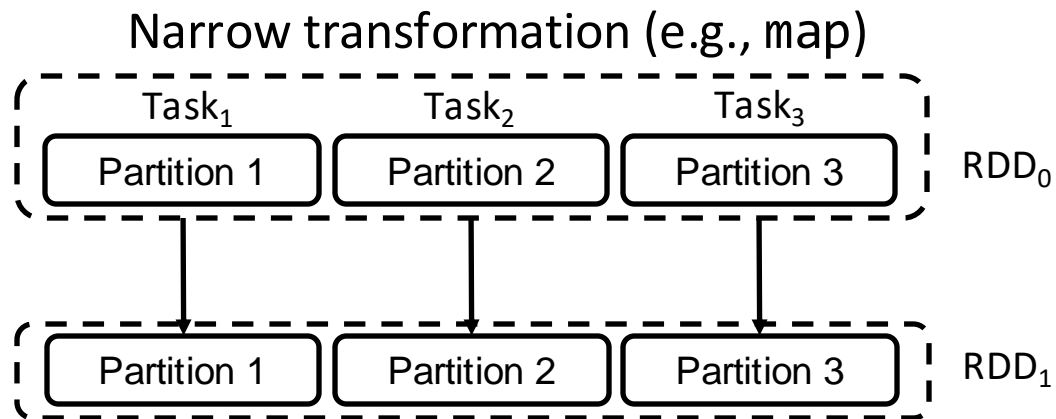 Narrow transformation (e.g., map)
Task₁ Task₂ Task₃
Partition 1 Partition 2 Partition 3 RDD₀
Partition 1 Partition 2 Partition 3 RDD₁